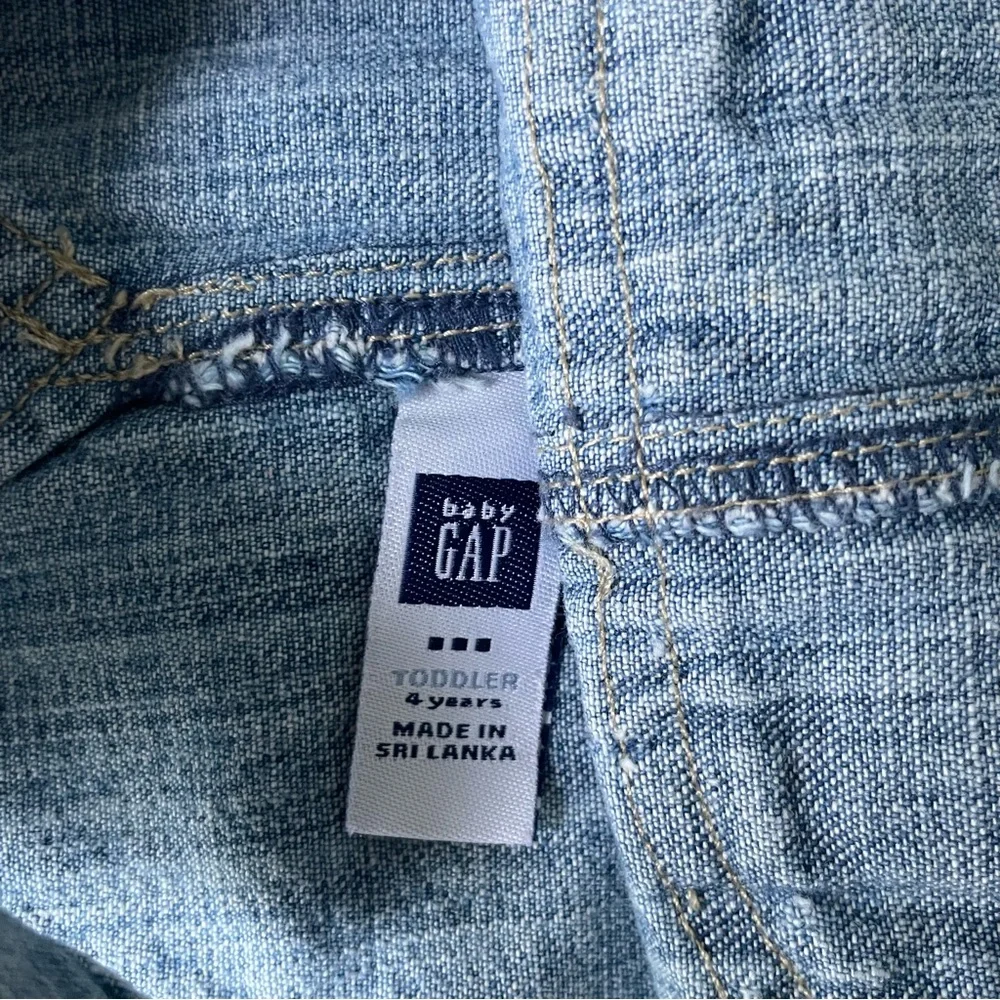 baby
GAP
TODDLER
4 years
MADE IN
SRI LANKA